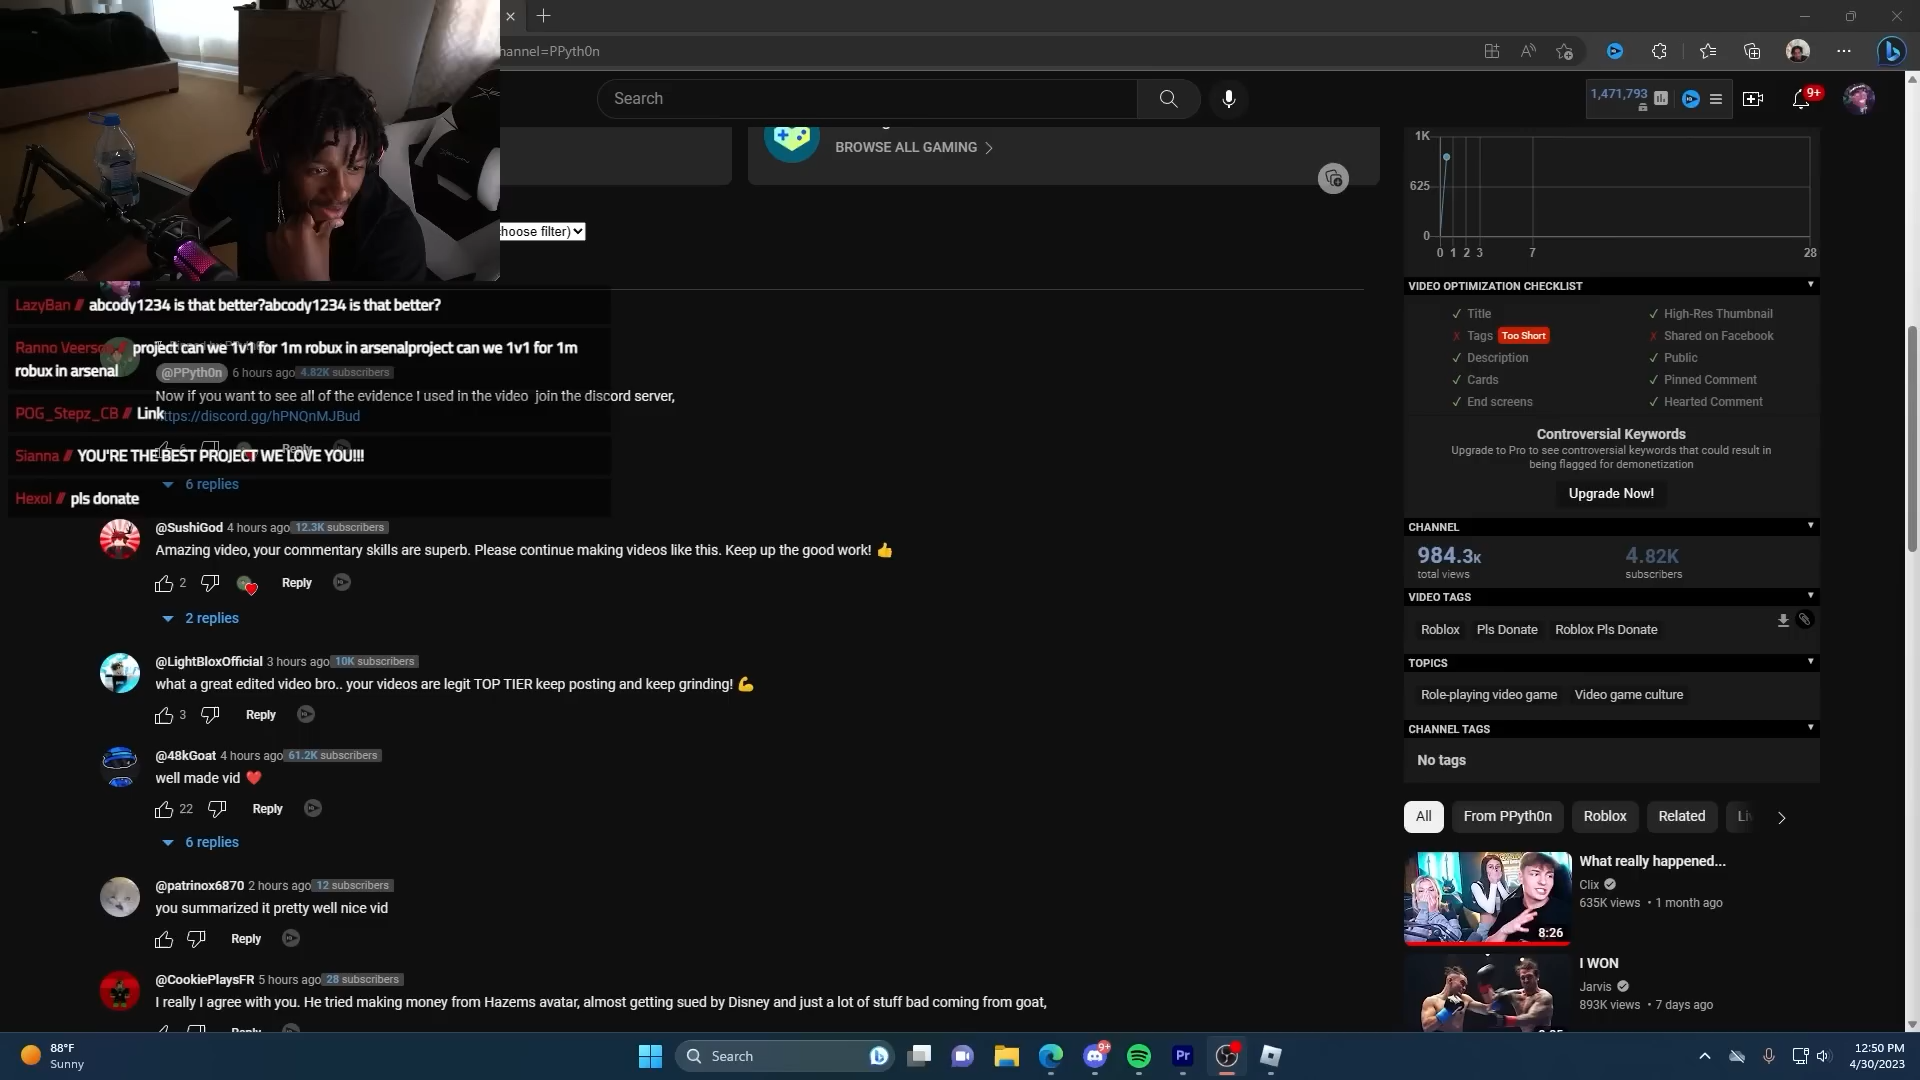 hannel=PPyth0n
Search
1,471,793
9+
BROWSE ALL GAMING
hoose filter)
LazyBan // abcody1234 is that better?abcody1234 is that better?
Ranno Veerso // project can we 1v1 for 1m robux in arsenalproject can we 1v1 for 1m
robux in arsenal
@PPyth0n 6 hours ago 4.82K subscribers
Now if you want to see all of the evidence I used in the video join the discord server,
POG_Stepz_CB // Link
https://discord.gg/hPNQnMJBud
6 Reply
Sianna // YOU'RE THE BEST PROJECT WE LOVE YOU!!!
6 replies
Hexol // pls donate
@SushiGod 4 hours ago 12.3K subscribers
Amazing video, your commentary skills are superb. Please continue making videos like this. Keep up the good work! 👍
2 Reply
2 replies
@LightBloxOfficial 3 hours ago 10K subscribers
what a great edited video bro.. your videos are legit TOP TIER keep posting and keep grinding! 💪
3 Reply
@48kGoat 4 hours ago 61.2K subscribers
well made vid ❤️
22 Reply
6 replies
@patrinox6870 2 hours ago 12 subscribers
you summarized it pretty well nice vid
Reply
@CookiePlaysFR 5 hours ago 28 subscribers
I really I agree with you. He tried making money from Hazems avatar, almost getting sued by Disney and just a lot of stuff bad coming from goat,
Reply
1K
625
0
0 1 2 3 7 28
VIDEO OPTIMIZATION CHECKLIST
✓ Title
✓ High-Res Thumbnail
x Tags Too Short
x Shared on Facebook
✓ Description
✓ Public
✓ Cards
✓ Pinned Comment
✓ End screens
✓ Hearted Comment
Controversial Keywords
Upgrade to Pro to see controversial keywords that could result in
being flagged for demonetization
Upgrade Now!
CHANNEL
984.3K 4.82K
total views subscribers
VIDEO TAGS
Roblox Pls Donate Roblox Pls Donate
TOPICS
Role-playing video game Video game culture
CHANNEL TAGS
No tags
All From PPyth0n Roblox Related Li
What really happened...
Clix
635K views • 1 month ago
8:26
I WON
Jarvis
893K views • 7 days ago
88°F
Sunny
Search
9+
Pr
12:50 PM
4/30/2023